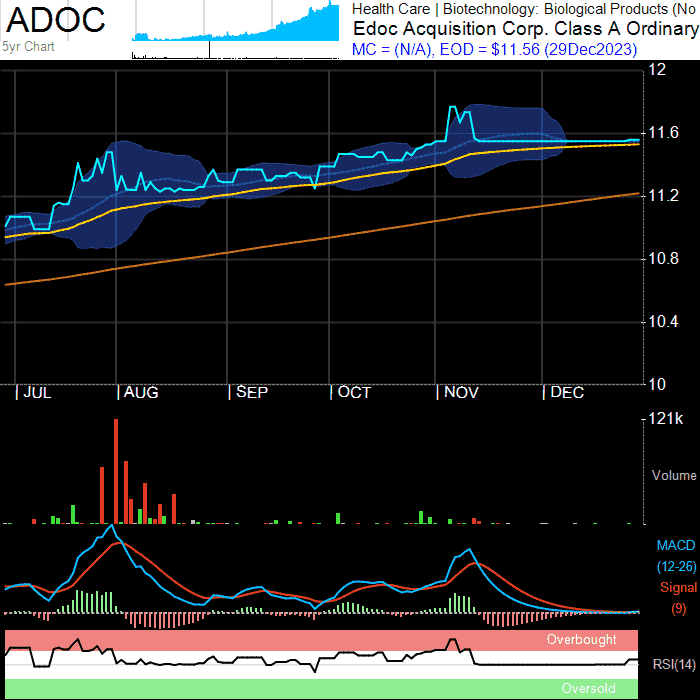 ADOC
5yr Chart
Health Care | Biotechnology: Biological Products (No
Edoc Acquisition Corp. Class A Ordinary
MC = (N/A), EOD = $11.56 (29Dec2023)
12
11.6
11.2
10.8
10.4
10
JUL AUG SEP OCT NOV DEC
121k
Volume
MACD
(12-26)
Signal
(9)
Overbought
RSI(14)
Oversold